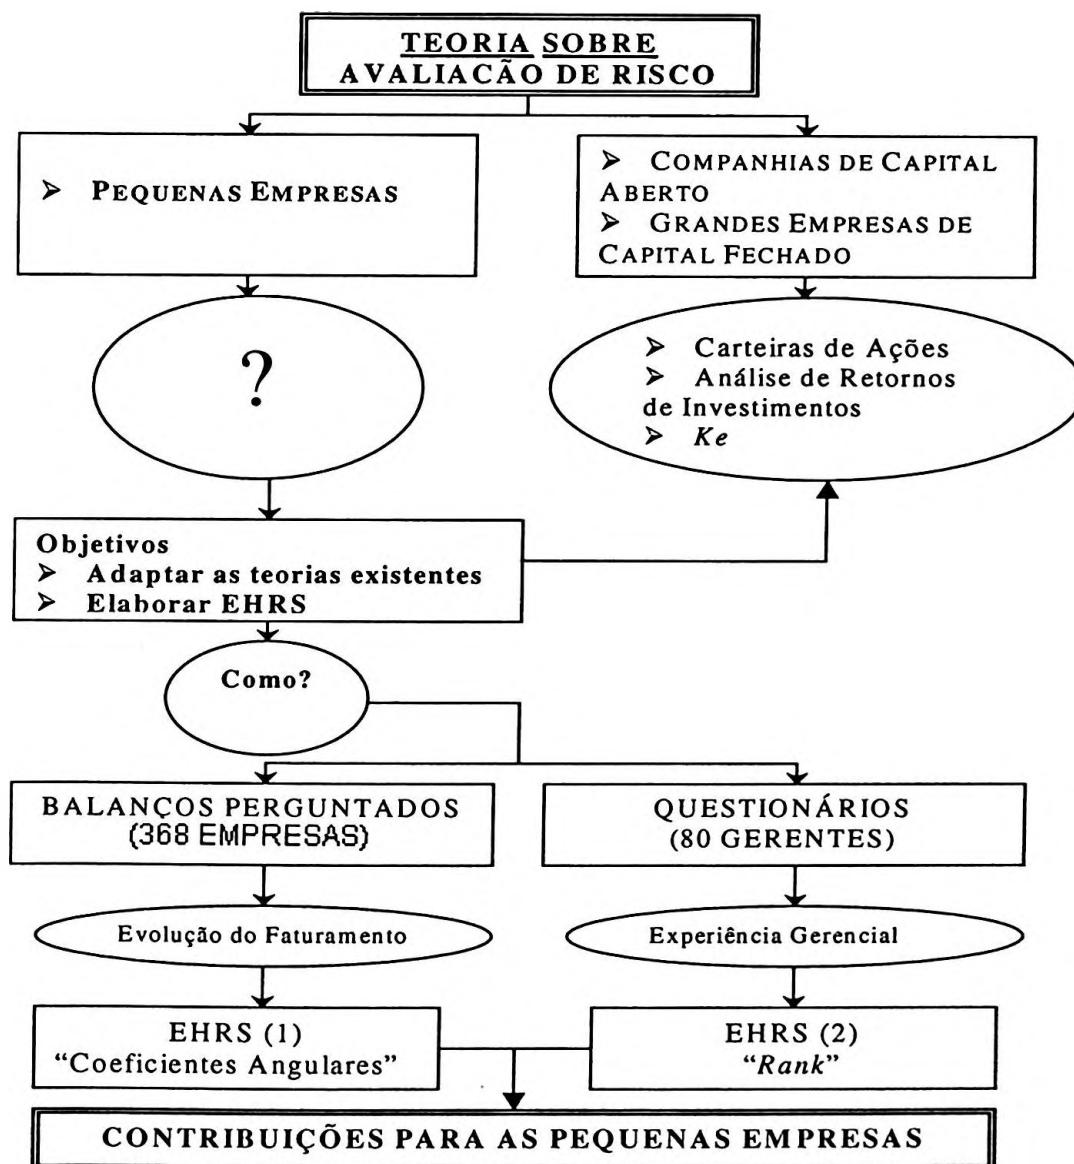 TEORIA SOBRE
AVALIACÃO DE RISCO
➢ PEQUENAS EMPRESAS
➢ COMPANHIAS DE CAPITAL
ABERTO
➢ GRANDES EMPRESAS DE
CAPITAL FECHADO
?
➢ Carteiras de Ações
➢ Análise de Retornos
de Investimentos
➢ Ke
Objetivos
➢ Adaptar as teorias existentes
➢ Elaborar EHRS
Como?
BALANÇOS PERGUNTADOS
(368 EMPRESAS)
QUESTIONÁRIOS
(80 GERENTES)
Evolução do Faturamento
Experiência Gerencial
EHRS (1)
“Coeficientes Angulares”
EHRS (2)
“Rank”
CONTRIBUIÇÕES PARA AS PEQUENAS EMPRESAS